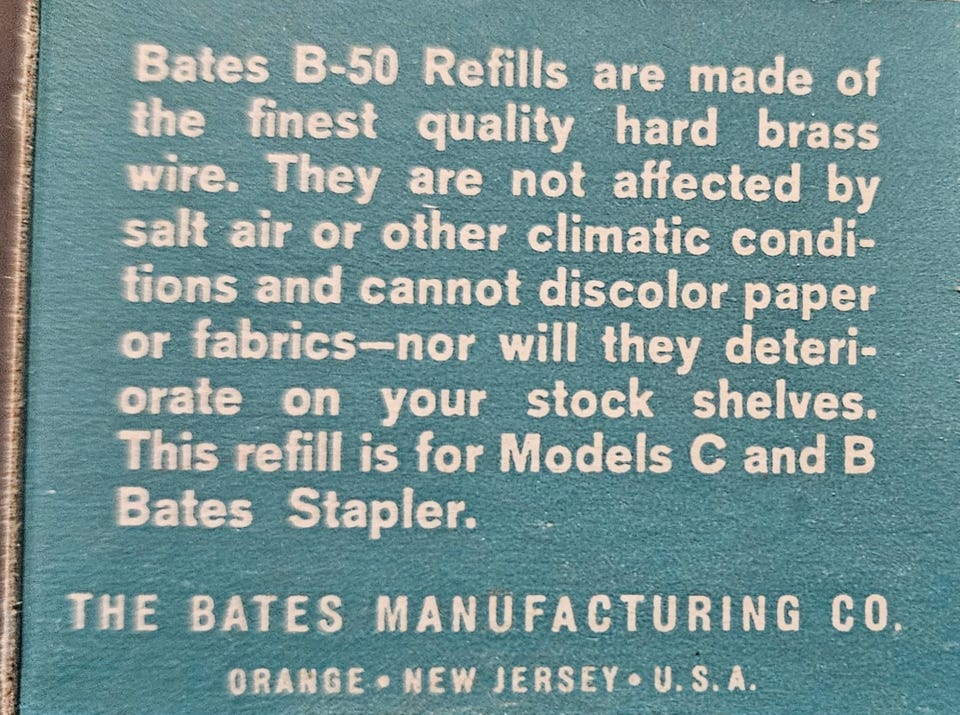 Bates B-50 Refills are made of
the finest quality hard brass
wire. They are not affected by
salt air or other climatic condi-
tions and cannot discolor paper
or fabrics—nor will they deteri-
orate on your stock shelves.
This refill is for Models C and B
Bates Stapler.
THE BATES MANUFACTURING CO.
ORANGE • NEW JERSEY • U.S.A.